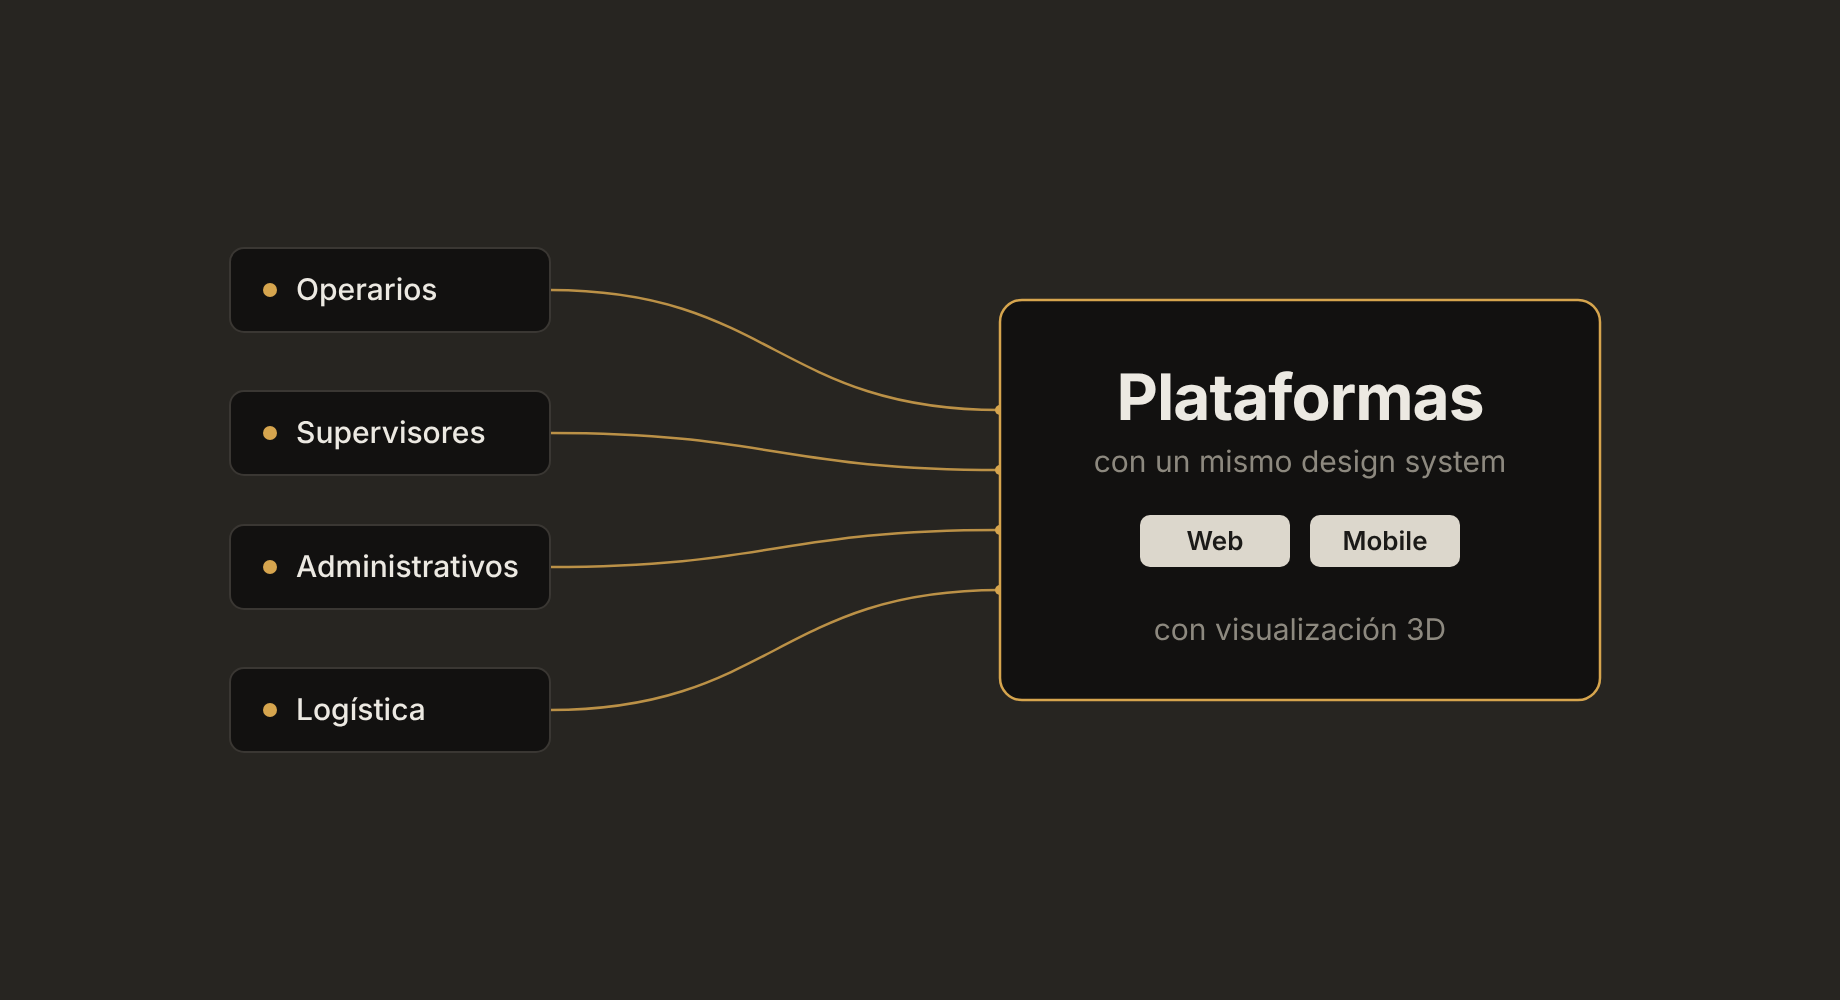 Operarios
Supervisores
Administrativos
Logística
Plataformas
con un mismo design system
Web
Mobile
con visualización 3D